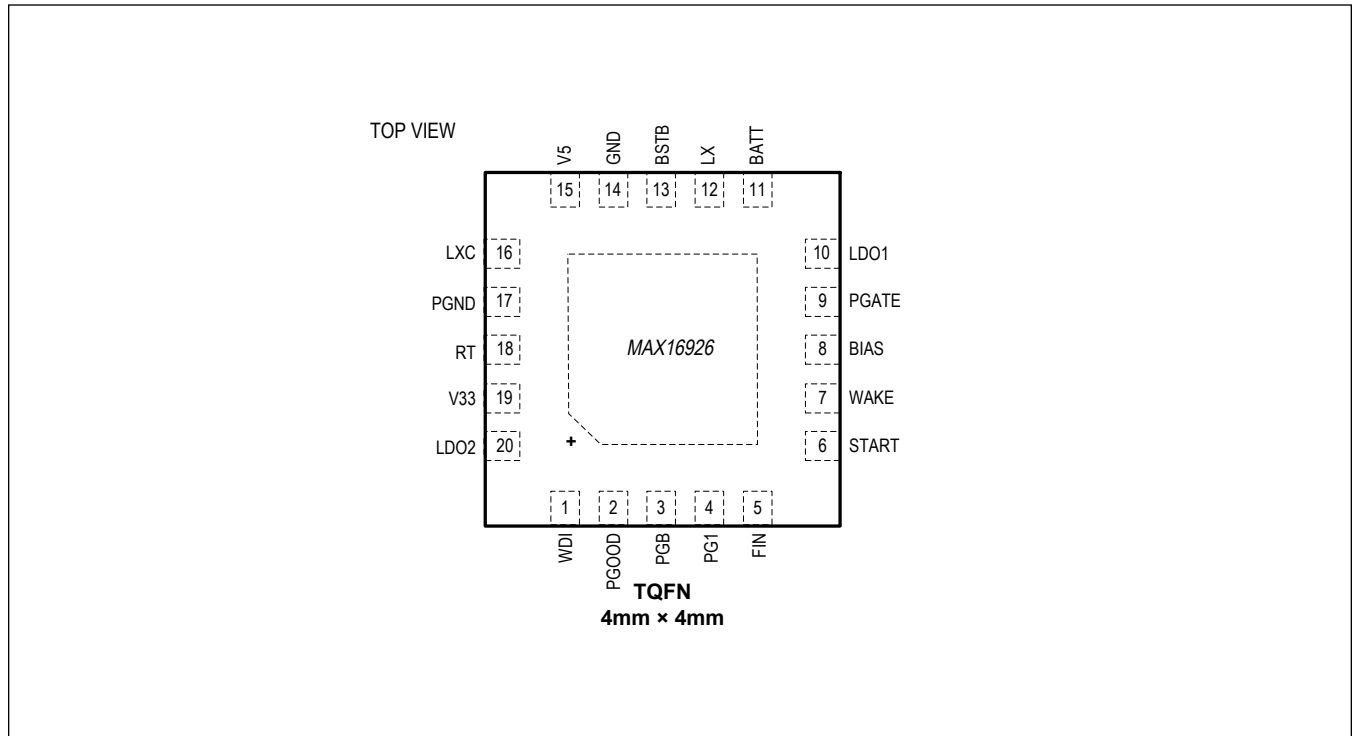 TOP VIEW
V5
GND
BSTB
LX
BATT
15
14
13
12
11
LXC 16
10 LDO1
PGND 17
9 PGATE
RT 18
MAX16926
8 BIAS
V33 19
7 WAKE
LDO2 20
+
6 START
1
2
3
4
5
WDI
PGOOD
PGB
PG1
FIN
TQFN
4mm × 4mm